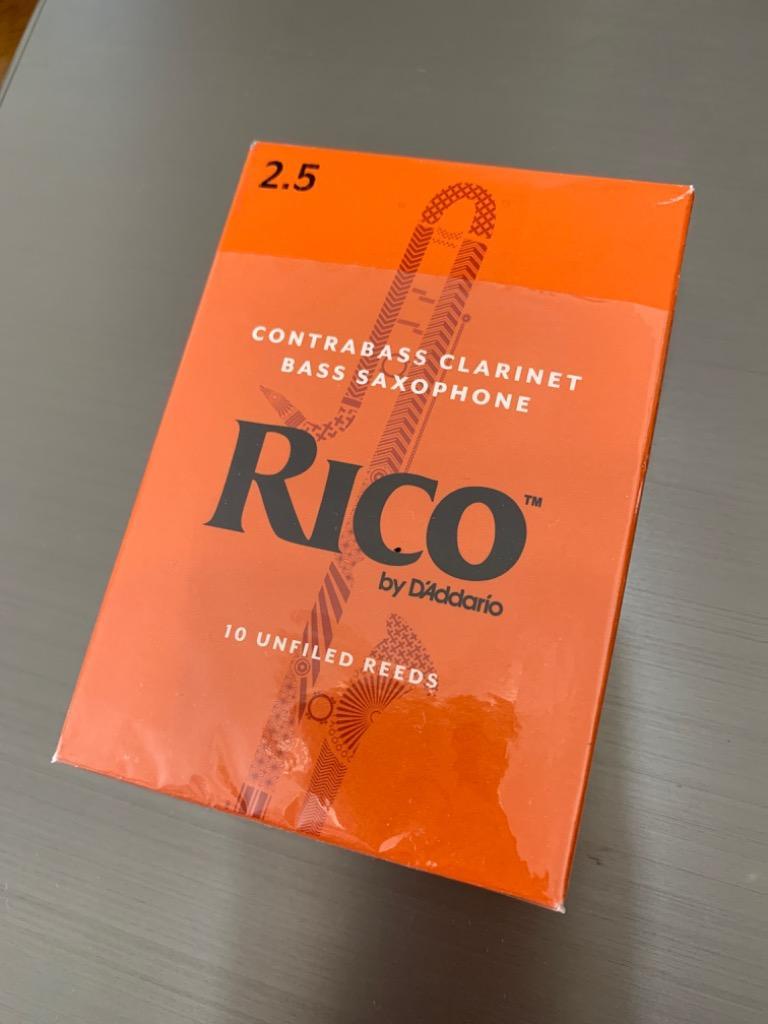 2.5
CONTRABASS CLARINET
BASS SAXOPHONE
RICO™
by D'Addario
10 UNFILED REEDS